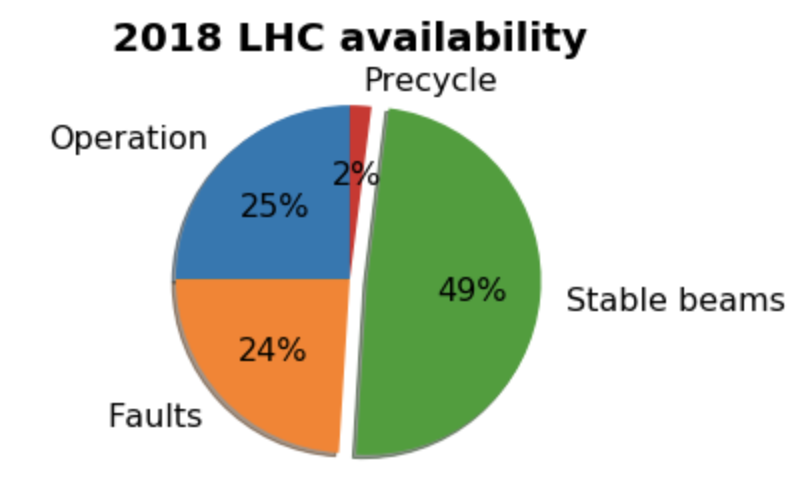 2018 LHC availability
Precycle
Operation
2%
25%
49%
Stable beams
24%
Faults